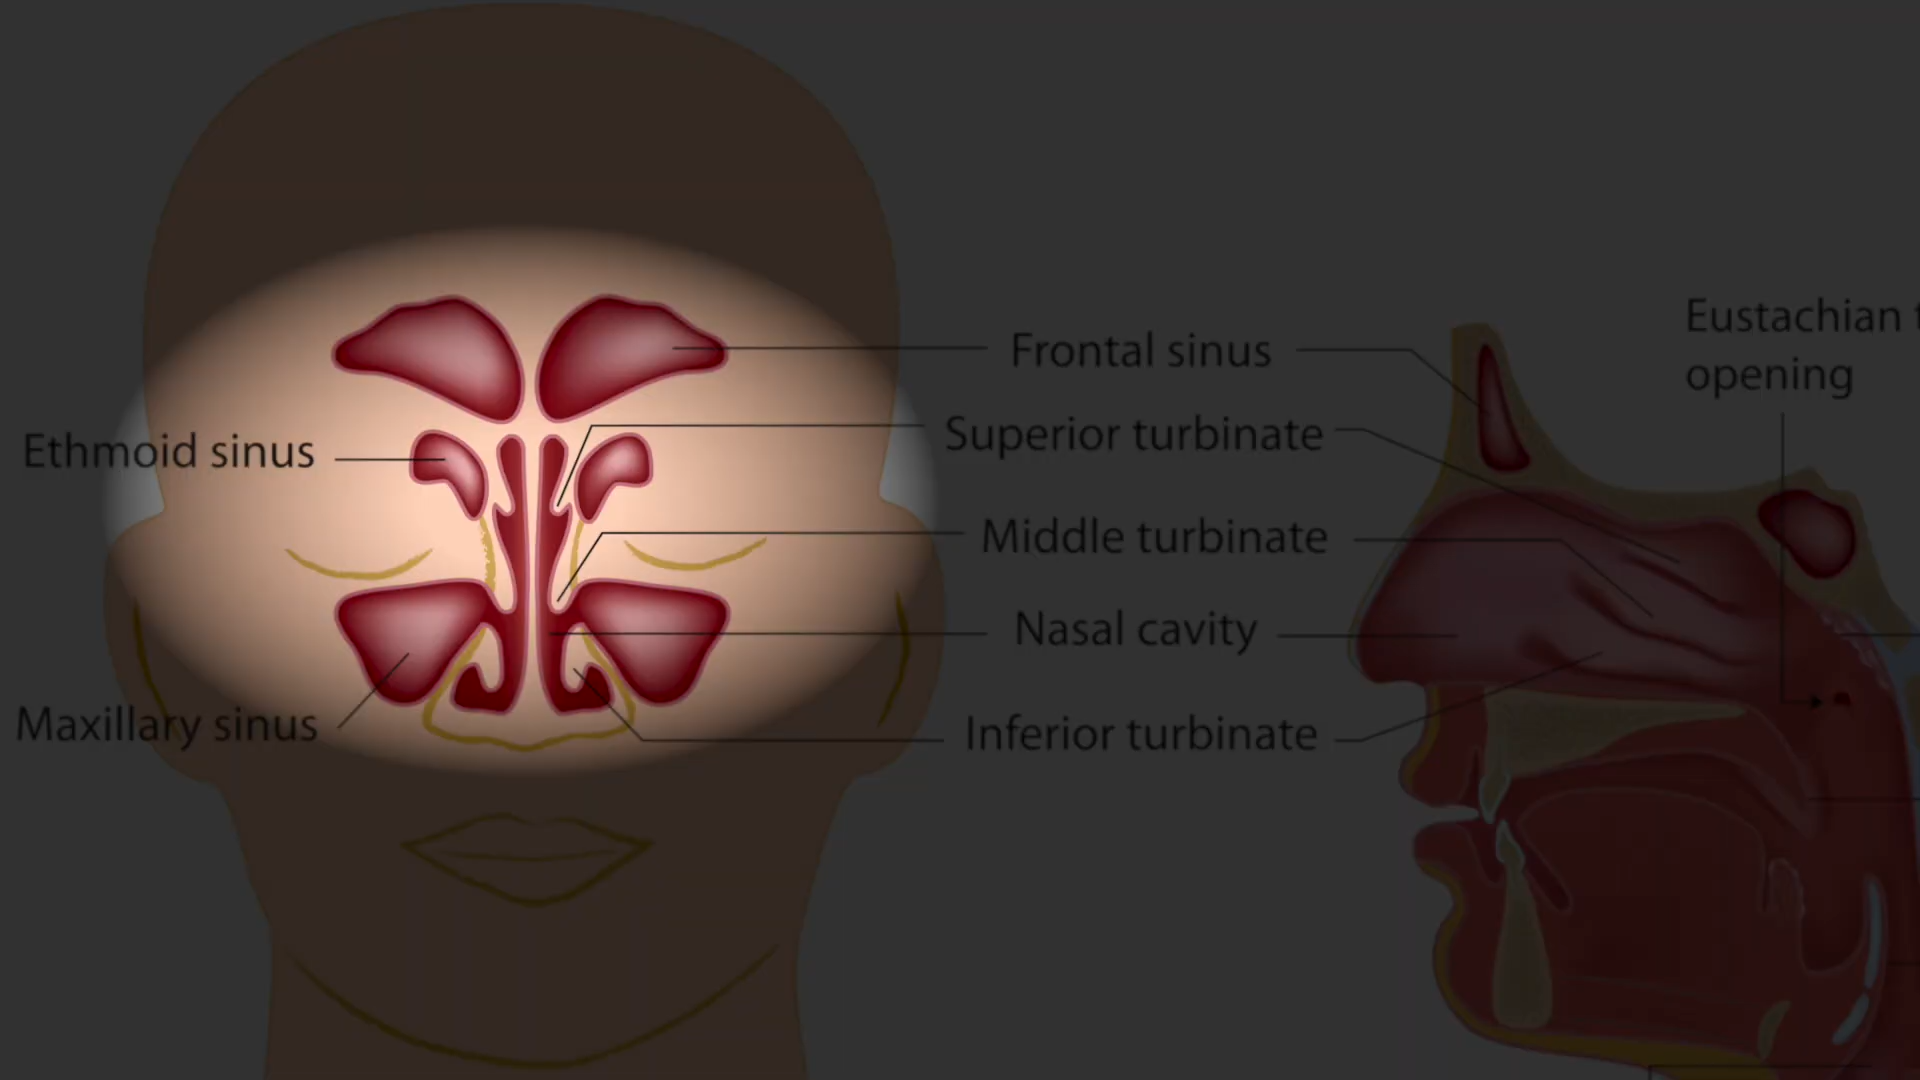 Ethmoid sinus
Maxillary sinus
Frontal sinus
Superior turbinate
Middle turbinate
Nasal cavity
Inferior turbinate
Eustachian
opening